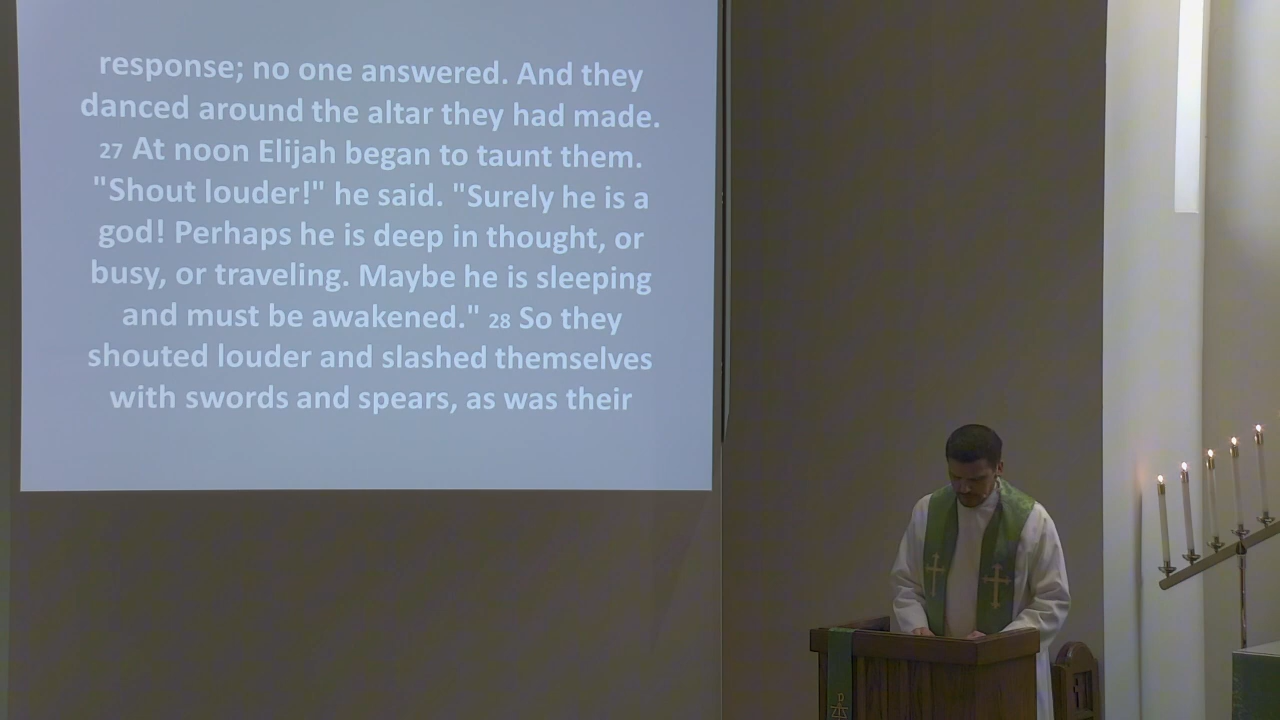 response; no one answered. And they
danced around the altar they had made.
27 At noon Elijah began to taunt them.
"Shout louder!" he said. "Surely he is a
god! Perhaps he is deep in thought, or
busy, or traveling. Maybe he is sleeping
and must be awakened." 28 So they
shouted louder and slashed themselves
with swords and spears, as was their